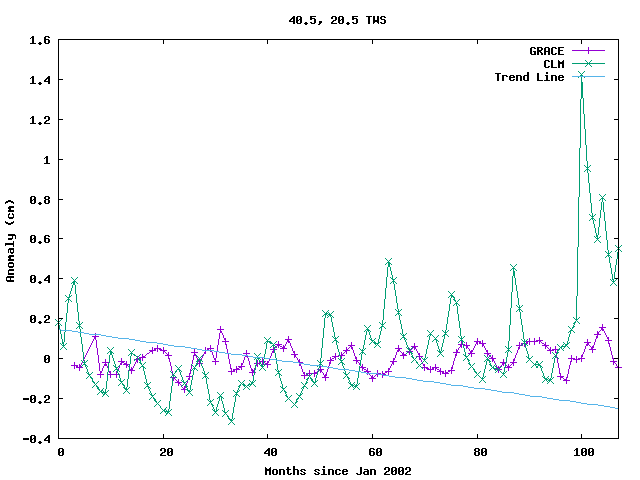 40.5, 20.5 TWS
GRACE
CLM
Trend Line
1.6
1.4
1.2
1
0.8
0.6
0.4
0.2
0
-0.2
-0.4
Anomaly (cm)
0 20 40 60 80 100
Months since Jan 2002